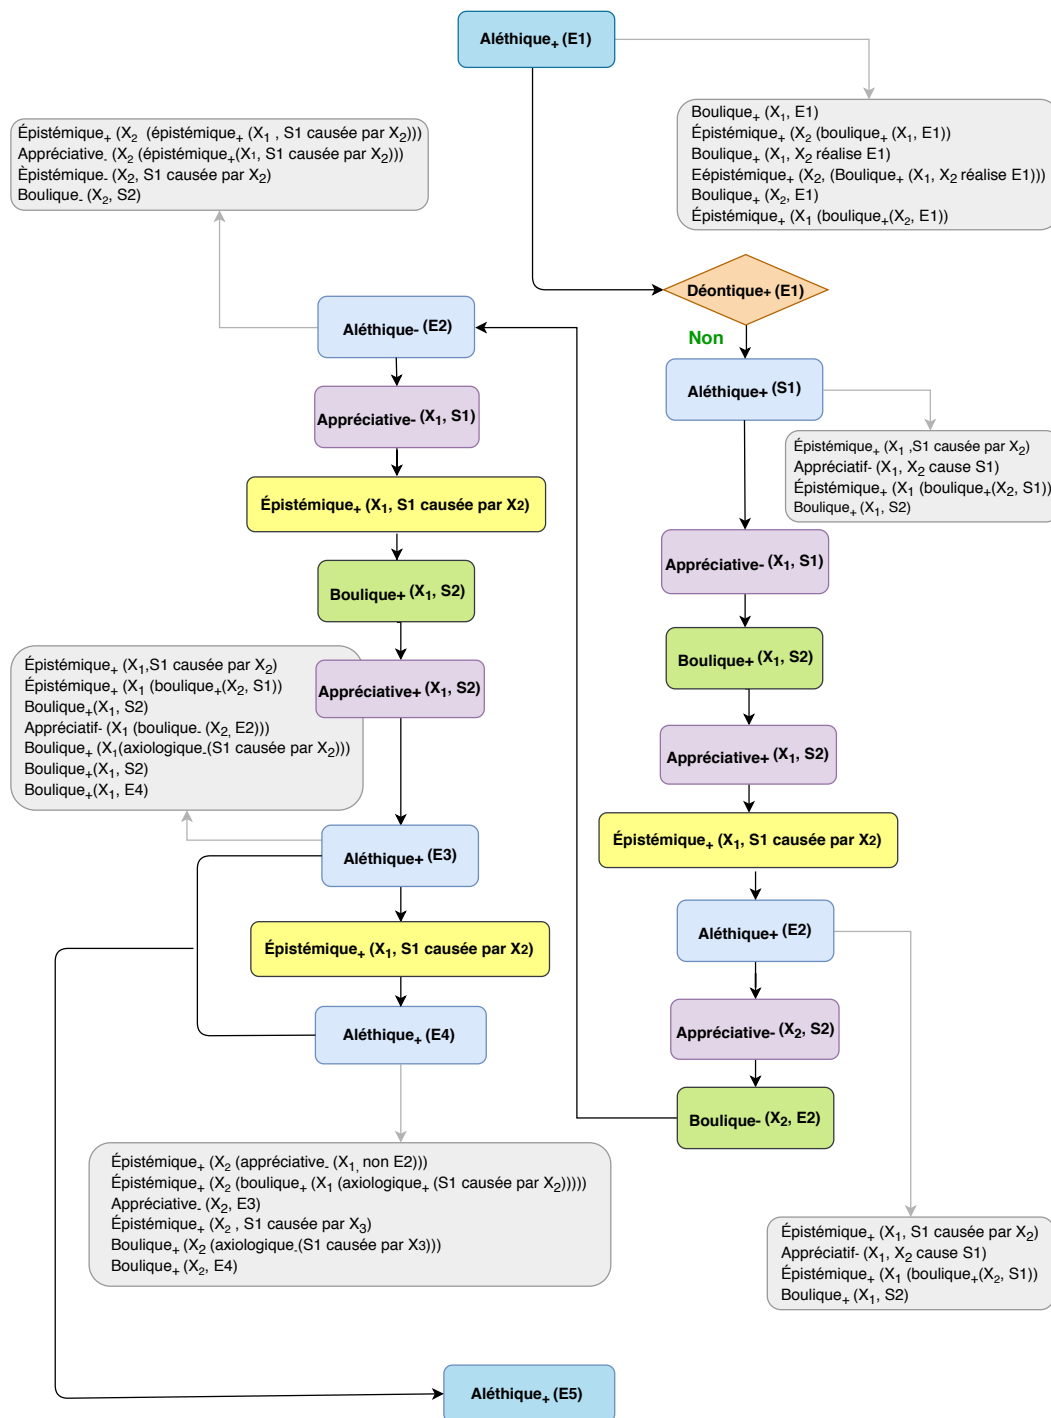 Aléthique+ (E1)
Boulique+ (X1, E1)
Épistémique+ (X2 (boulique+ (X1, E1))
Boulique+ (X1, X2 réalise E1)
Eépistémique+ (X2, (Boulique+ (X1, X2 réalise E1)))
Boulique+ (X2, E1)
Épistémique+ (X1 (boulique+(X2, E1))
Épistémique+ (X2 (épistémique+ (X1 , S1 causée par X2)))
Appréciative- (X2 (épistémique+(X1, S1 causée par X2)))
Èpistémique- (X2, S1 causée par X2)
Boulique- (X2, S2)
Déontique+ (E1)
Non
Aléthique- (E2)
Aléthique+ (S1)
Épistémique+ (X1 ,S1 causée par X2)
Appréciatif- (X1, X2 cause S1)
Épistémique+ (X1 (boulique+(X2, S1))
Boulique+ (X1, S2)
Appréciative- (X1, S1)
Épistémique+ (X1, S1 causée par X2)
Boulique+ (X1, S2)
Appréciative+ (X1, S2)
Épistémique+ (X1,S1 causée par X2)
Épistémique+ (X1 (boulique+(X2, S1))
Boulique+(X1, S2)
Appréciatif- (X1 (boulique- (X2, E2)))
Boulique+ (X1(axiologique-(S1 causée par X2)))
Boulique+(X1, S2)
Boulique+(X1, E4)
Appréciative- (X1, S1)
Boulique+ (X1, S2)
Appréciative+ (X1, S2)
Épistémique+ (X1, S1 causée par X2)
Aléthique+ (E3)
Épistémique+ (X1, S1 causée par X2)
Aléthique+ (E4)
Aléthique+ (E2)
Appréciative- (X2, S2)
Boulique- (X2, E2)
Épistémique+ (X2 (appréciative- (X1, non E2)))
Épistémique+ (X2 (boulique+ (X1 (axiologique+ (S1 causée par X2)))))
Appréciative- (X2, E3)
Épistémique+ (X2 , S1 causée par X3)
Boulique+ (X2 (axiologique-(S1 causée par X3)))
Boulique+ (X2, E4)
Épistémique+ (X1, S1 causée par X2)
Appréciatif- (X1, X2 cause S1)
Épistémique+ (X1 (boulique+(X2, S1))
Boulique+ (X1, S2)
Aléthique+ (E5)